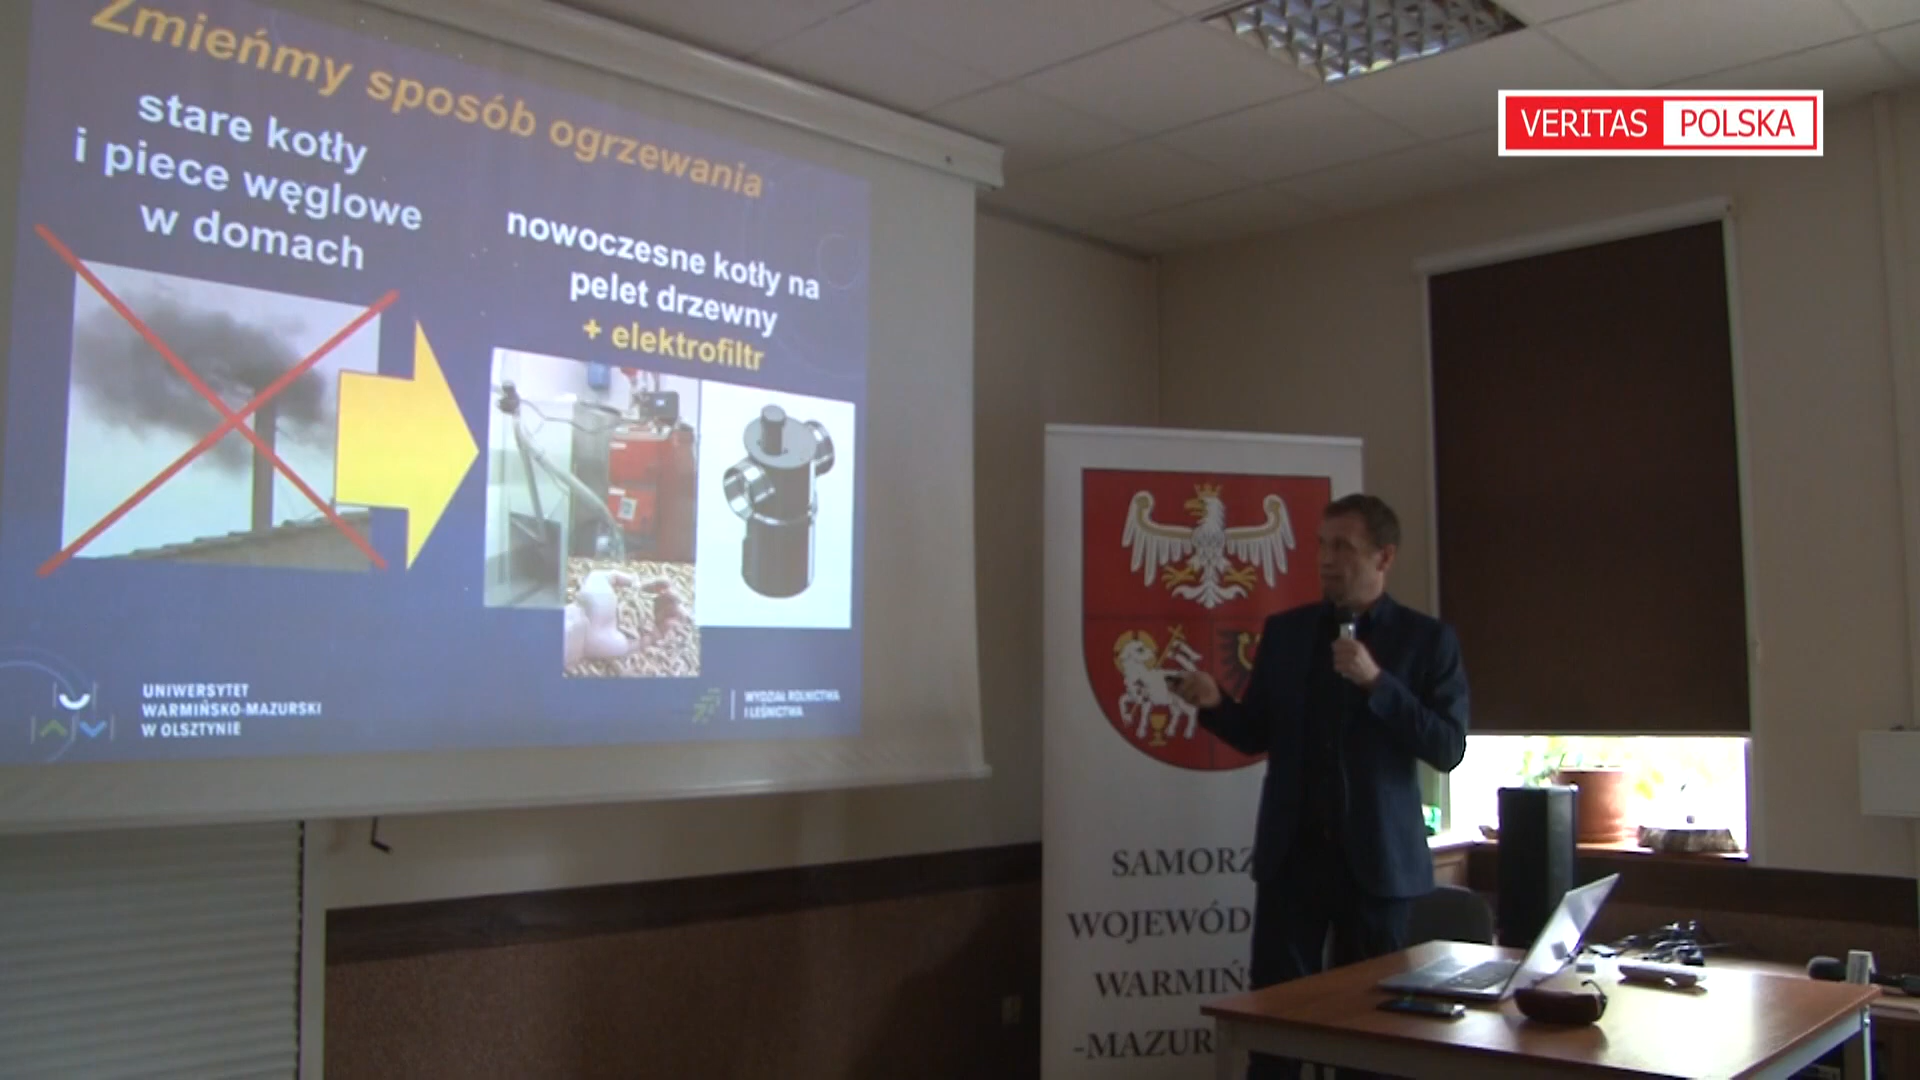 Zmieńmy sposób ogrzewania
stare kotły
i piece węglowe
w domach
nowoczesne kotły na
pelet drzewny
+ elektrofiltr
UNIWERSYTET
WARMIŃSKO-MAZURSKI
W OLSZTYNIE
WYDZIAŁ ROLNICTWA
I LEŚNICTWA
VERITAS POLSKA
SAMORZ
WOJEWÓD
WARMIŃS
-MAZUR